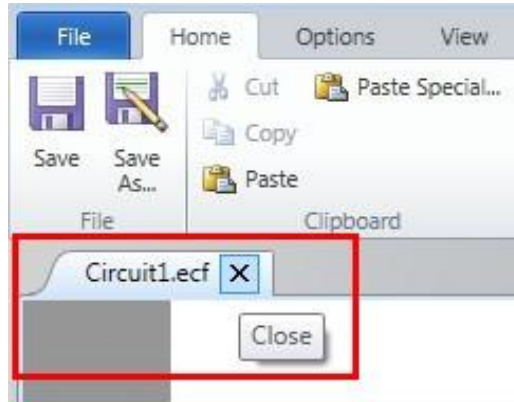 File Home Options View
Cut Paste Special...
Copy
Save Save As...
Paste
File Clipboard
Circuit1.ecf X
Close